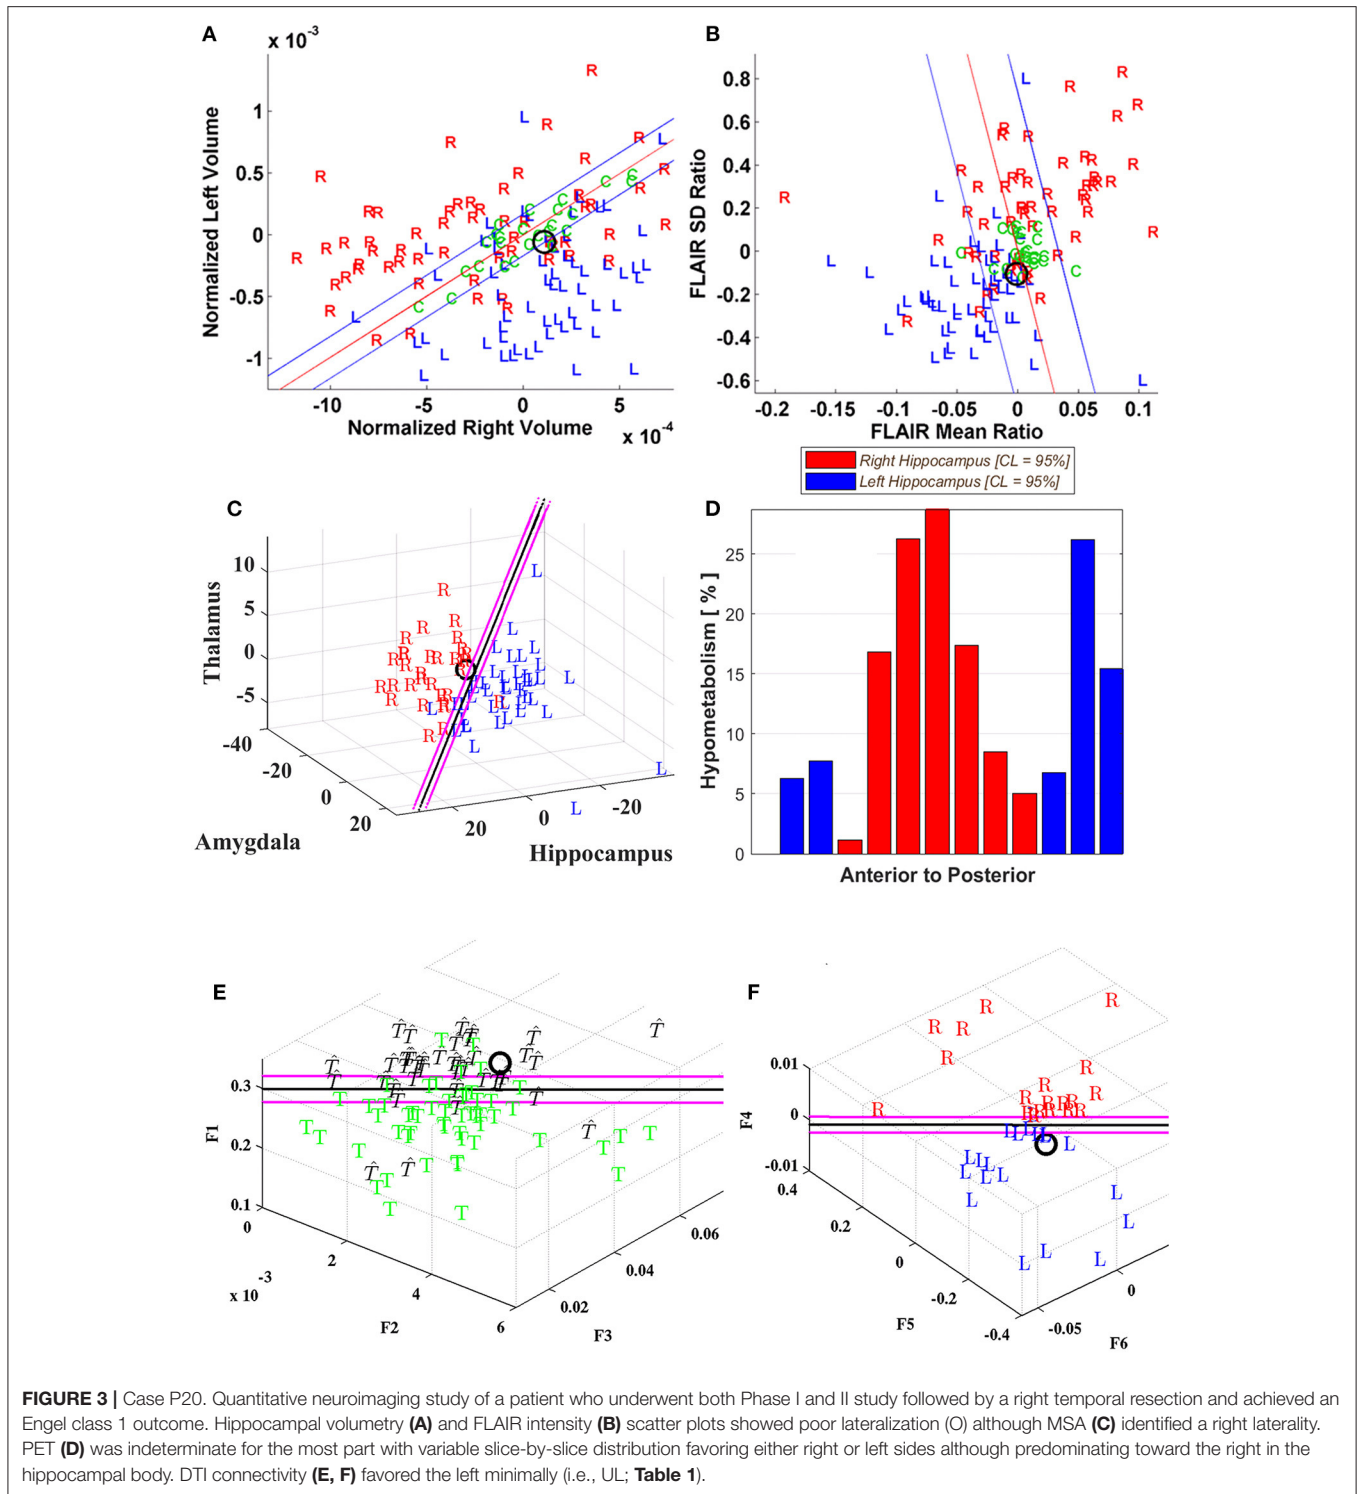 A
x 10⁻³
Normalized Left Volume
1
0.5
0
-0.5
-1
-10
-5
0
5
Normalized Right Volume
x 10⁻⁴
B
FLAIR SD Ratio
0.8
0.6
0.4
0.2
0
-0.2
-0.4
-0.6
-0.2
-0.15
-0.1
-0.05
0
0.05
0.1
FLAIR Mean Ratio
Right Hippocampus [CL = 95%]
Left Hippocampus [CL = 95%]
C
Thalamus
10
5
0
-5
-40
-20
0
20
Amygdala
20
0
-20
Hippocampus
D
Hypometabolism [ % ]
25
20
15
10
5
0
Anterior to Posterior
E
F1
0.3
0.2
0.1
0
2
4
6
x 10
-3
F2
0.02
0.04
0.06
F3
F
F4
0.01
0
-0.01
0.4
0.2
0
-0.2
-0.4
F5
-0.05
0
F6
FIGURE 3 | Case P20. Quantitative neuroimaging study of a patient who underwent both Phase I and II study followed by a right temporal resection and achieved an
Engel class 1 outcome. Hippocampal volumetry (A) and FLAIR intensity (B) scatter plots showed poor lateralization (O) although MSA (C) identified a right laterality.
PET (D) was indeterminate for the most part with variable slice-by-slice distribution favoring either right or left sides although predominating toward the right in the
hippocampal body. DTI connectivity (E, F) favored the left minimally (i.e., UL; Table 1).